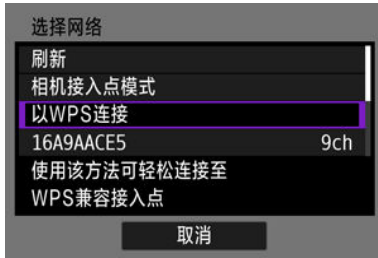 选择网络
刷新
相机接入点模式
以WPS连接
16A9AACE5 9ch
使用该方法可轻松连接至
WPS兼容接入点
取消